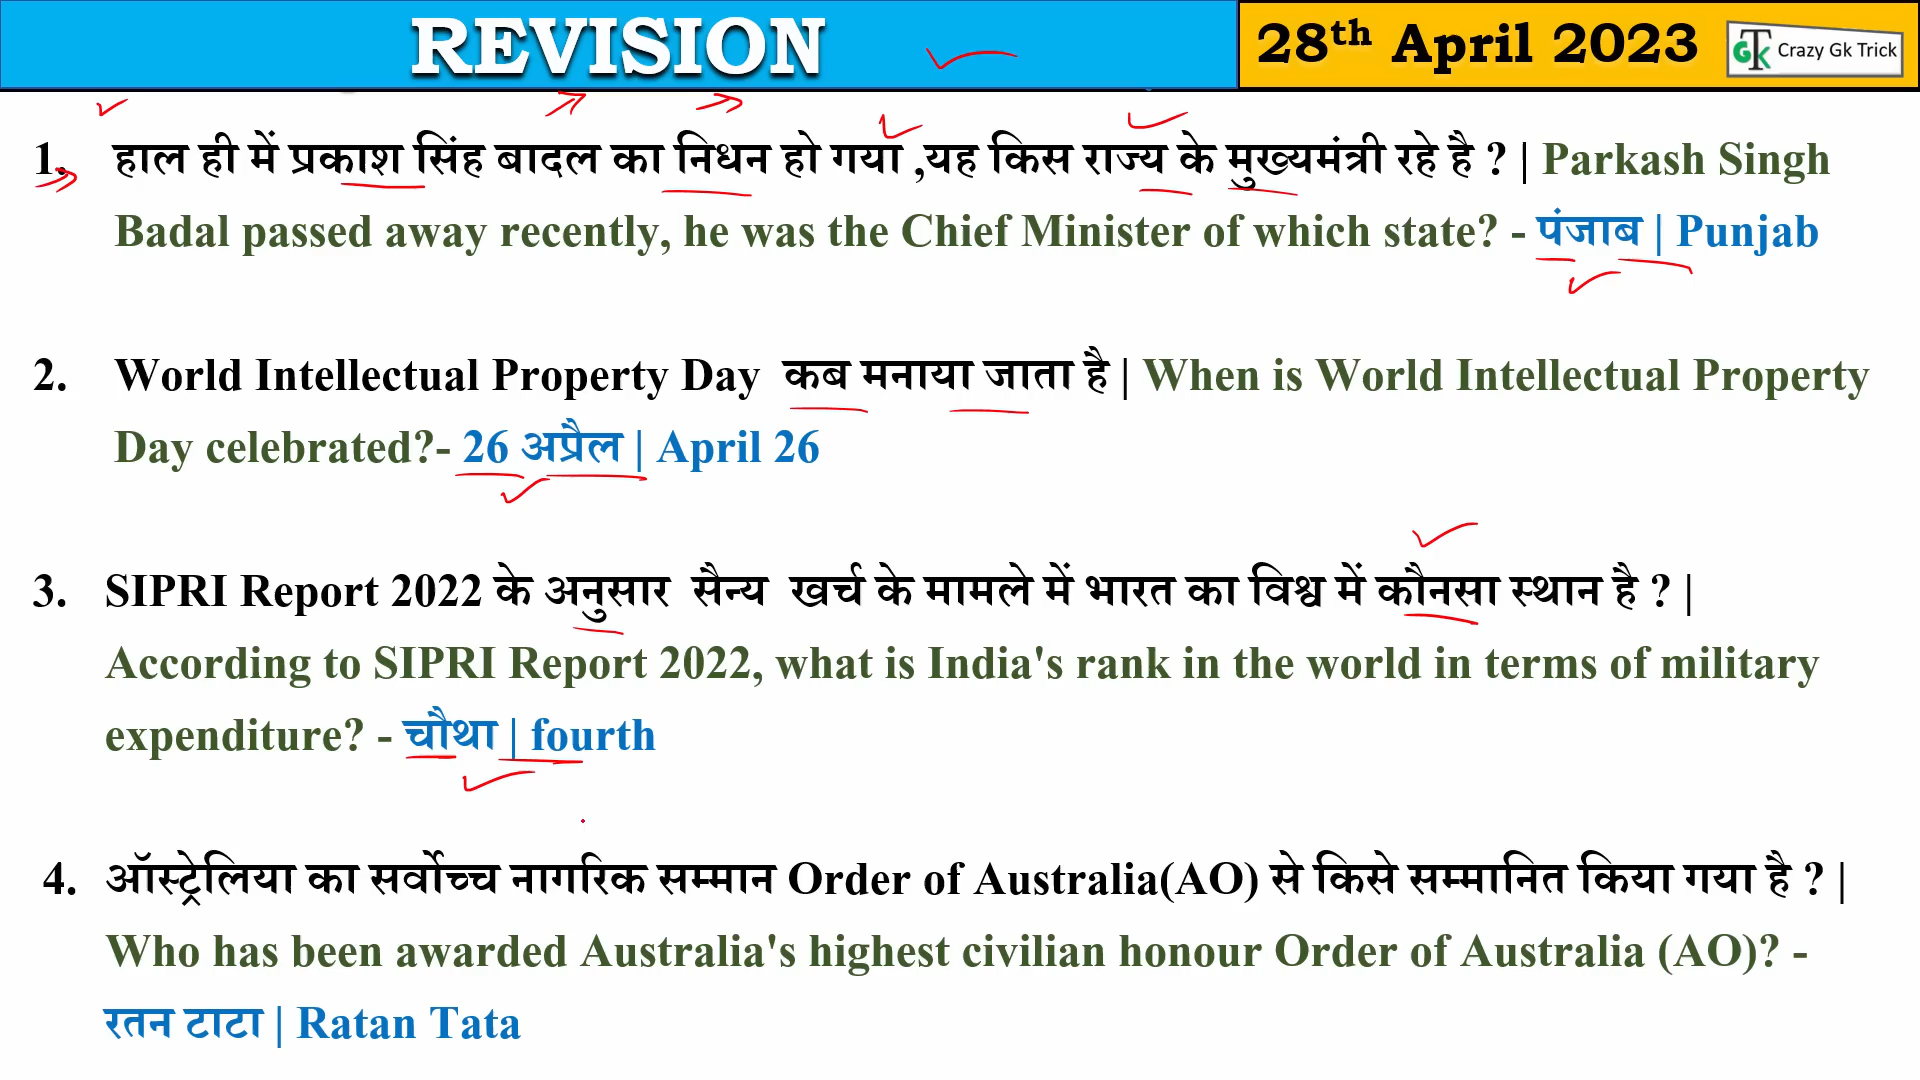 REVISION
28th April 2023
GTK Crazy Gk Trick
1. हाल ही में प्रकाश सिंह बादल का निधन हो गया ,यह किस राज्य के मुख्यमंत्री रहे है ? | Parkash Singh
Badal passed away recently, he was the Chief Minister of which state? - पंजाब | Punjab
2. World Intellectual Property Day कब मनाया जाता है | When is World Intellectual Property
Day celebrated?- 26 अप्रैल | April 26
3. SIPRI Report 2022 के अनुसार सैन्य खर्च के मामले में भारत का विश्व में कौनसा स्थान है ? |
According to SIPRI Report 2022, what is India's rank in the world in terms of military
expenditure? - चौथा | fourth
4. ऑस्ट्रेलिया का सर्वोच्च नागरिक सम्मान Order of Australia(AO) से किसे सम्मानित किया गया है ? |
Who has been awarded Australia's highest civilian honour Order of Australia (AO)? -
रतन टाटा | Ratan Tata